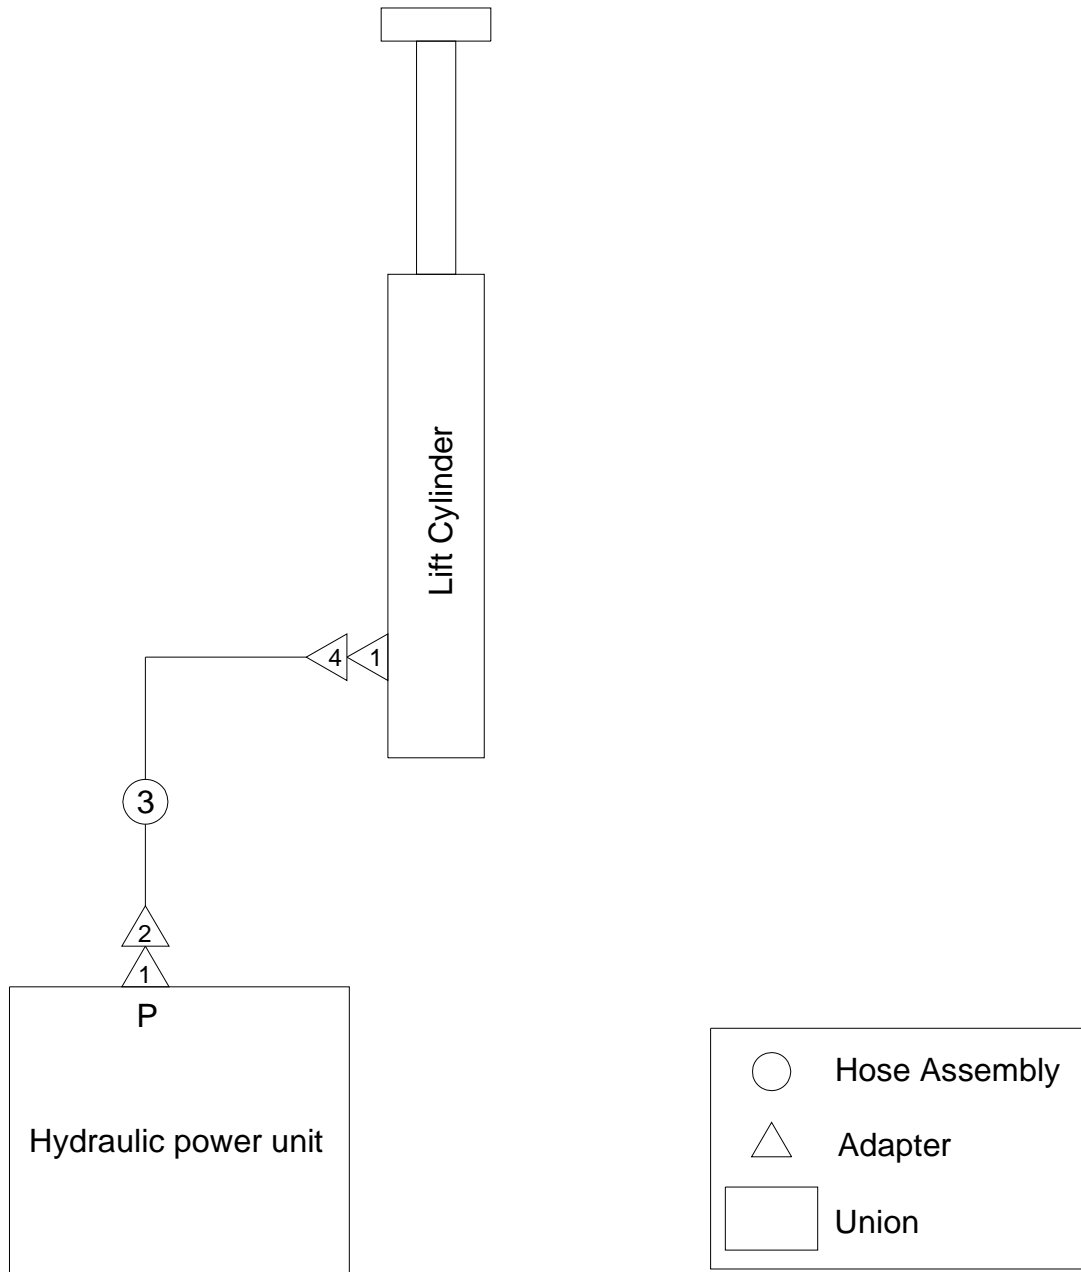 Lift Cylinder
4
1
3
2
1
P
Hydraulic power unit
Hose Assembly
Adapter
Union